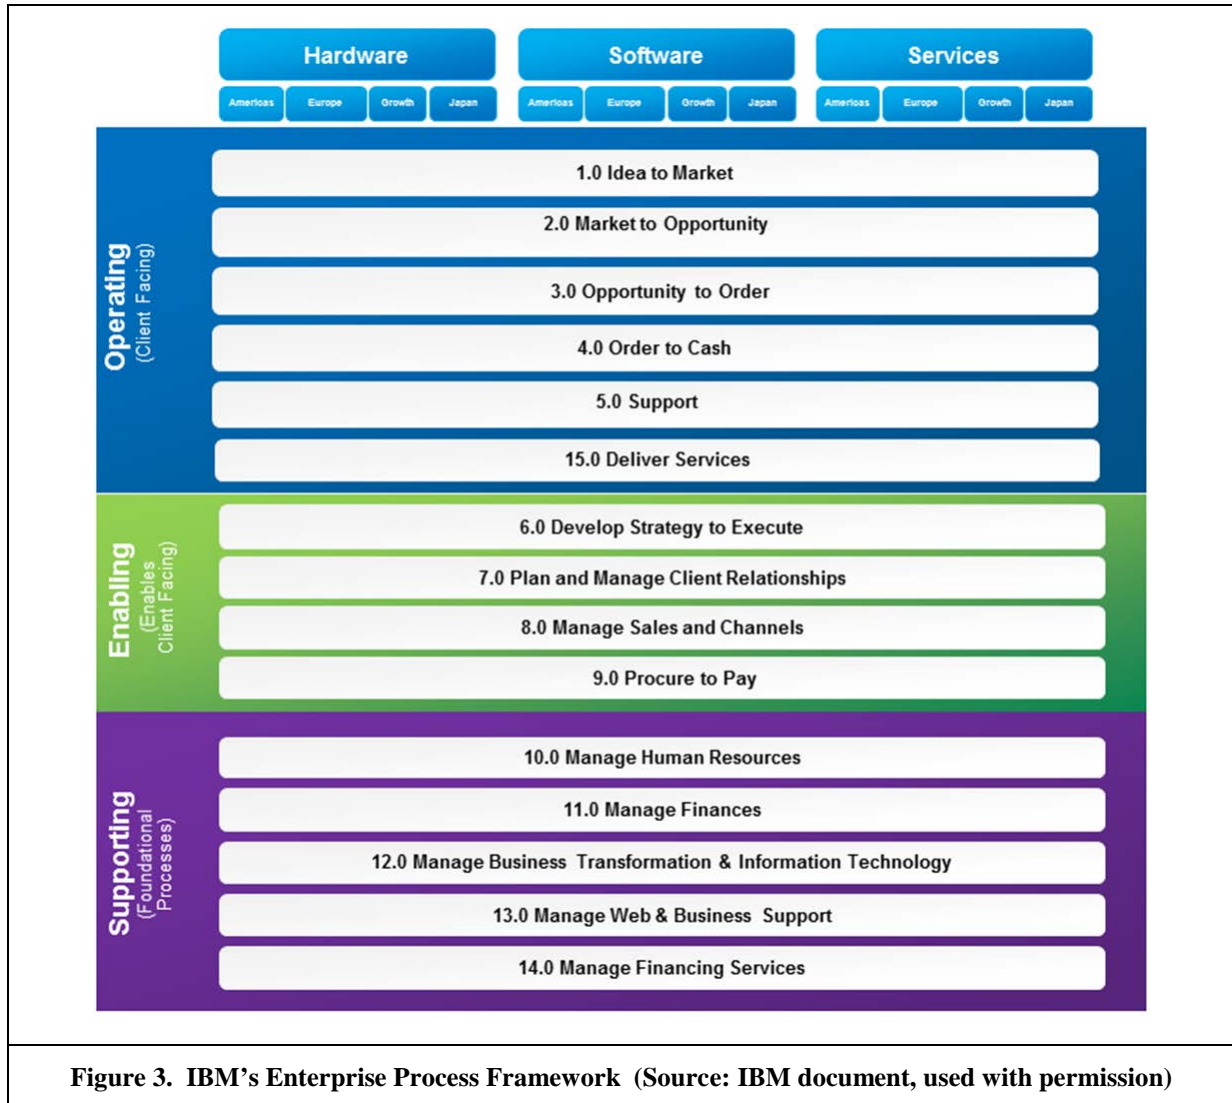 Hardware Software Services
Americas Europe Growth Japan Americas Europe Growth Japan Americas Europe Growth Japan
Operating
(Client Facing)
1.0 Idea to Market
2.0 Market to Opportunity
3.0 Opportunity to Order
4.0 Order to Cash
5.0 Support
15.0 Deliver Services
Enabling
(Enables
Client Facing)
6.0 Develop Strategy to Execute
7.0 Plan and Manage Client Relationships
8.0 Manage Sales and Channels
9.0 Procure to Pay
Supporting
(Foundational
Processes)
10.0 Manage Human Resources
11.0 Manage Finances
12.0 Manage Business Transformation & Information Technology
13.0 Manage Web & Business Support
14.0 Manage Financing Services
Figure 3. IBM’s Enterprise Process Framework (Source: IBM document, used with permission)